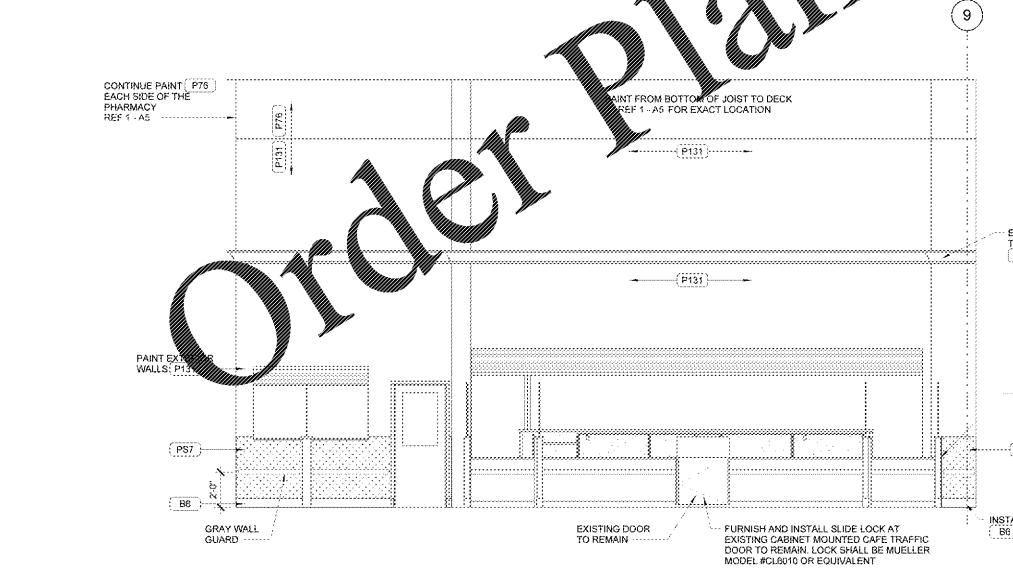 9
CONTINUE PAINT P76
EACH SIDE OF THE
PHARMACY
REF 1 - A5
P76
P131
PAINT FROM BOTTOM OF JOIST TO DECK
REF 1 - A5 FOR EXACT LOCATION
P131
Order Plan
P131
PAINT EXTERIOR
WALLS:
PS7
2'-0"
B6
GRAY WALL
GUARD
EXISTING DOOR
TO REMAIN
FURNISH AND INSTALL SLIDE LOCK AT
EXISTING CABINET MOUNTED CAFE TRAFFIC
DOOR TO REMAIN. LOCK SHALL BE MUELLER
MODEL #CL6010 OR EQUIVALENT
INSTA
B6